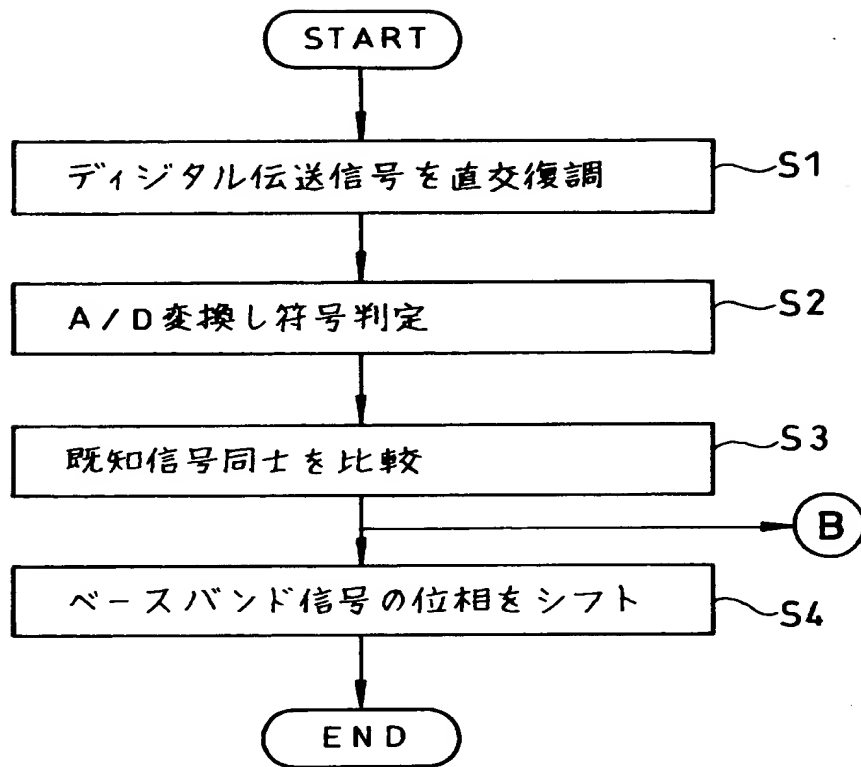 START
ディジタル伝送信号を直交復調
S1
A/D変換し符号判定
S2
既知信号同士を比較
S3
B
ベースバンド信号の位相をシフト
S4
END